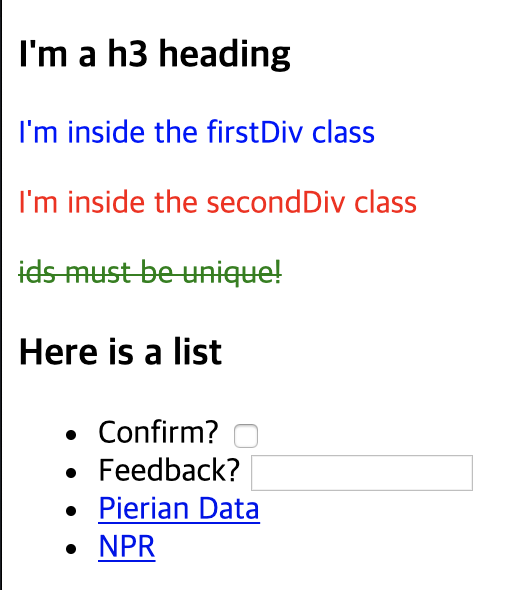 I'm a h3 heading
I'm inside the firstDiv class
I'm inside the secondDiv class
ids must be unique!
Here is a list
Confirm?
Feedback?
Pierian Data
NPR